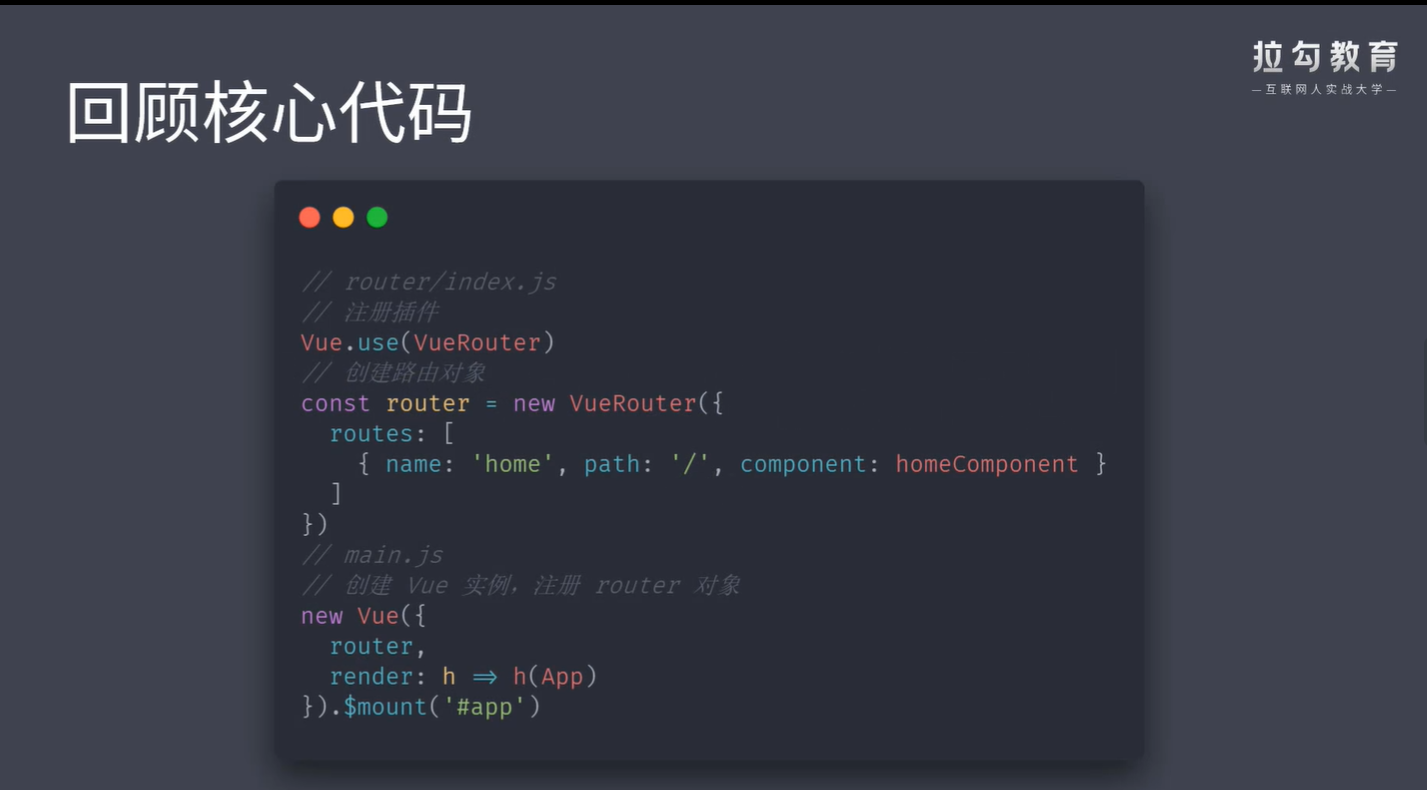 拉勾教育
—互联网人实战大学—
回顾核心代码
// router/index.js
// 注册插件
Vue.use(VueRouter)
// 创建路由对象
const router = new VueRouter({
  routes: [
    { name: 'home', path: '/', component: homeComponent }
  ]
})
// main.js
// 创建 Vue 实例，注册 router 对象
new Vue({
  router,
  render: h => h(App)
}).$mount('#app')